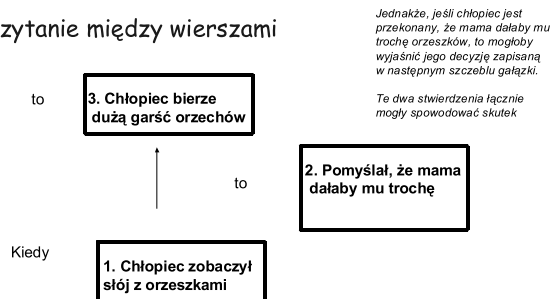 zytanie między wierszami
Jednakże, jeśli chłopiec jest
przekonany, że mama dałaby mu
trochę orzeszków, to mogłoby
wyjaśnić jego decyzję zapisaną
w następnym szczeblu gałązki.
Te dwa stwierdzenia łącznie
mogły spowodować skutek
to
3. Chłopiec bierze
dużą garść orzechów
to
2. Pomyślał, że mama
dałaby mu trochę
Kiedy
1. Chłopiec zobaczył
słój z orzeszkami